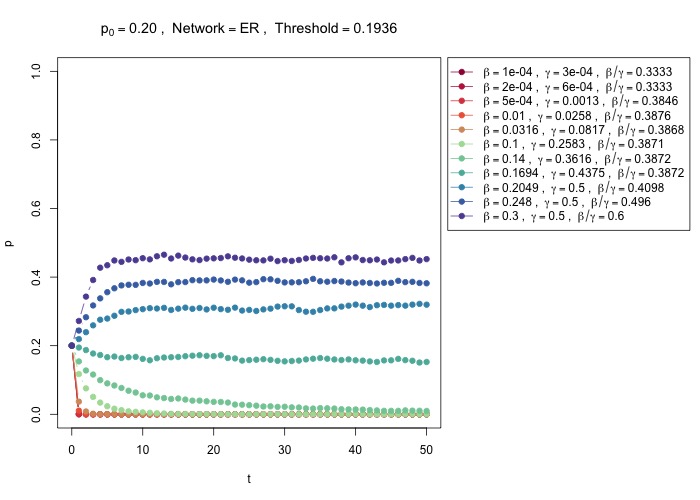 p₀ = 0.20 , Network = ER , Threshold = 0.1936
β = 1e-04 , γ = 3e-04 , β/γ = 0.3333
β = 2e-04 , γ = 6e-04 , β/γ = 0.3333
β = 5e-04 , γ = 0.0013 , β/γ = 0.3846
β = 0.01 , γ = 0.0258 , β/γ = 0.3876
β = 0.0316 , γ = 0.0817 , β/γ = 0.3868
β = 0.1 , γ = 0.2583 , β/γ = 0.3871
β = 0.14 , γ = 0.3616 , β/γ = 0.3872
β = 0.1694 , γ = 0.4375 , β/γ = 0.3872
β = 0.2049 , γ = 0.5 , β/γ = 0.4098
β = 0.248 , γ = 0.5 , β/γ = 0.496
β = 0.3 , γ = 0.5 , β/γ = 0.6
1.0
0.8
0.6
0.4
0.2
0.0
p
0 10 20 30 40 50
t